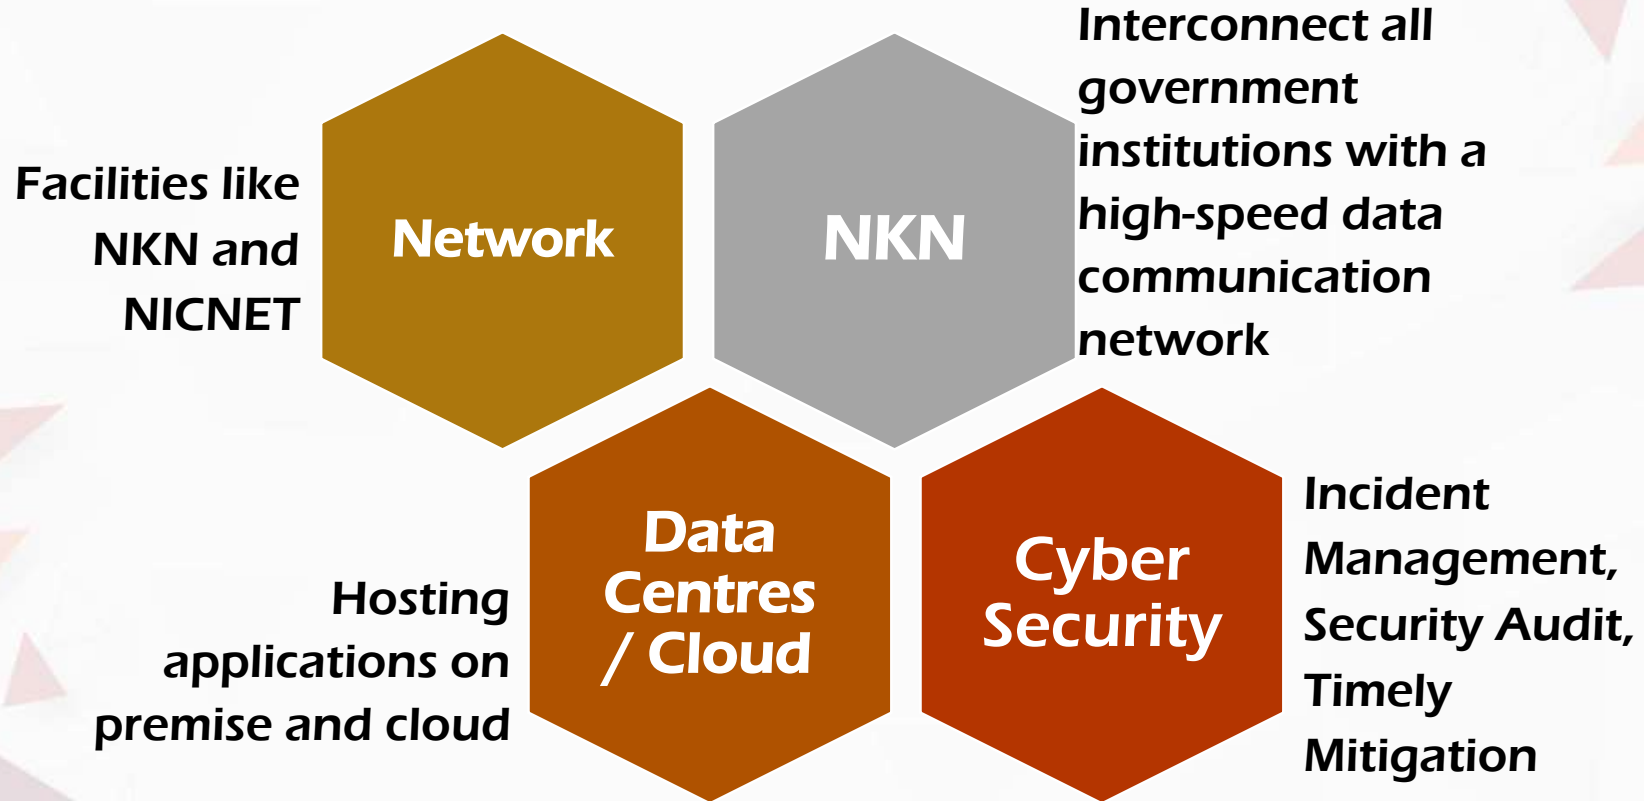 Facilities like
NKN and
NICNET
Network
NKN
Interconnect all
government
institutions with a
high-speed data
communication
network
Hosting
applications on
premise and cloud
Data
Centres
/ Cloud
Cyber
Security
Incident
Management,
Security Audit,
Timely
Mitigation